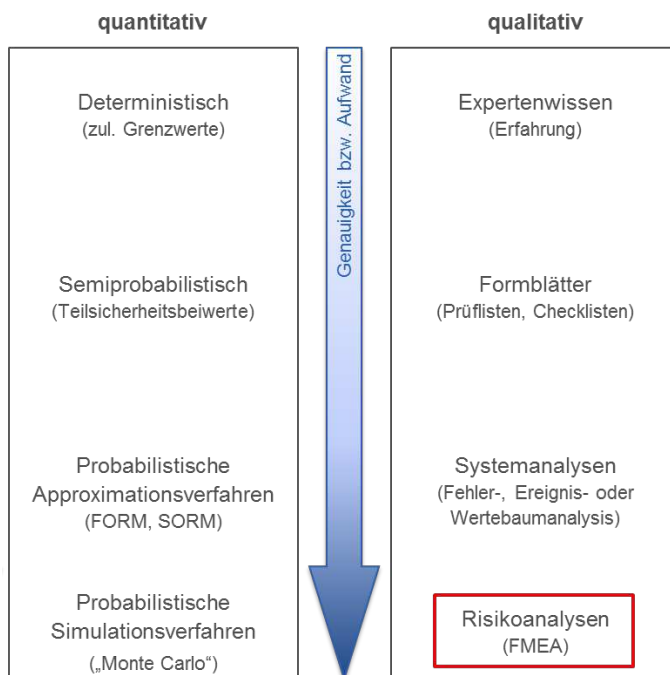 quantitativ
Deterministisch
(zul. Grenzwerte)
Semiprobabilistisch
(Teilsicherheitsbeiwerte)
Probabilistische
Approximationsverfahren
(FORM, SORM)
Probabilistische
Simulationsverfahren
(„Monte Carlo“)
Genauigkeit bzw. Aufwand
qualitativ
Expertenwissen
(Erfahrung)
Formblätter
(Prüflisten, Checklisten)
Systemanalysen
(Fehler-, Ereignis- oder
Wertebaumanalysis)
Risikoanalysen
(FMEA)